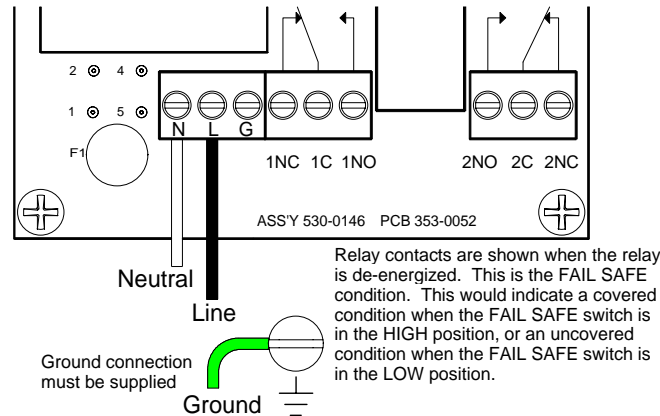 2 4
1 5
F1
N L G
1NC 1C 1NO
2NO 2C 2NC
ASS'Y 530-0146 PCB 353-0052
Neutral
Line
Relay contacts are shown when the relay
is de-energized. This is the FAIL SAFE
condition. This would indicate a covered
condition when the FAIL SAFE switch is
in the HIGH position, or an uncovered
condition when the FAIL SAFE switch is
in the LOW position.
Ground connection
must be supplied
Ground